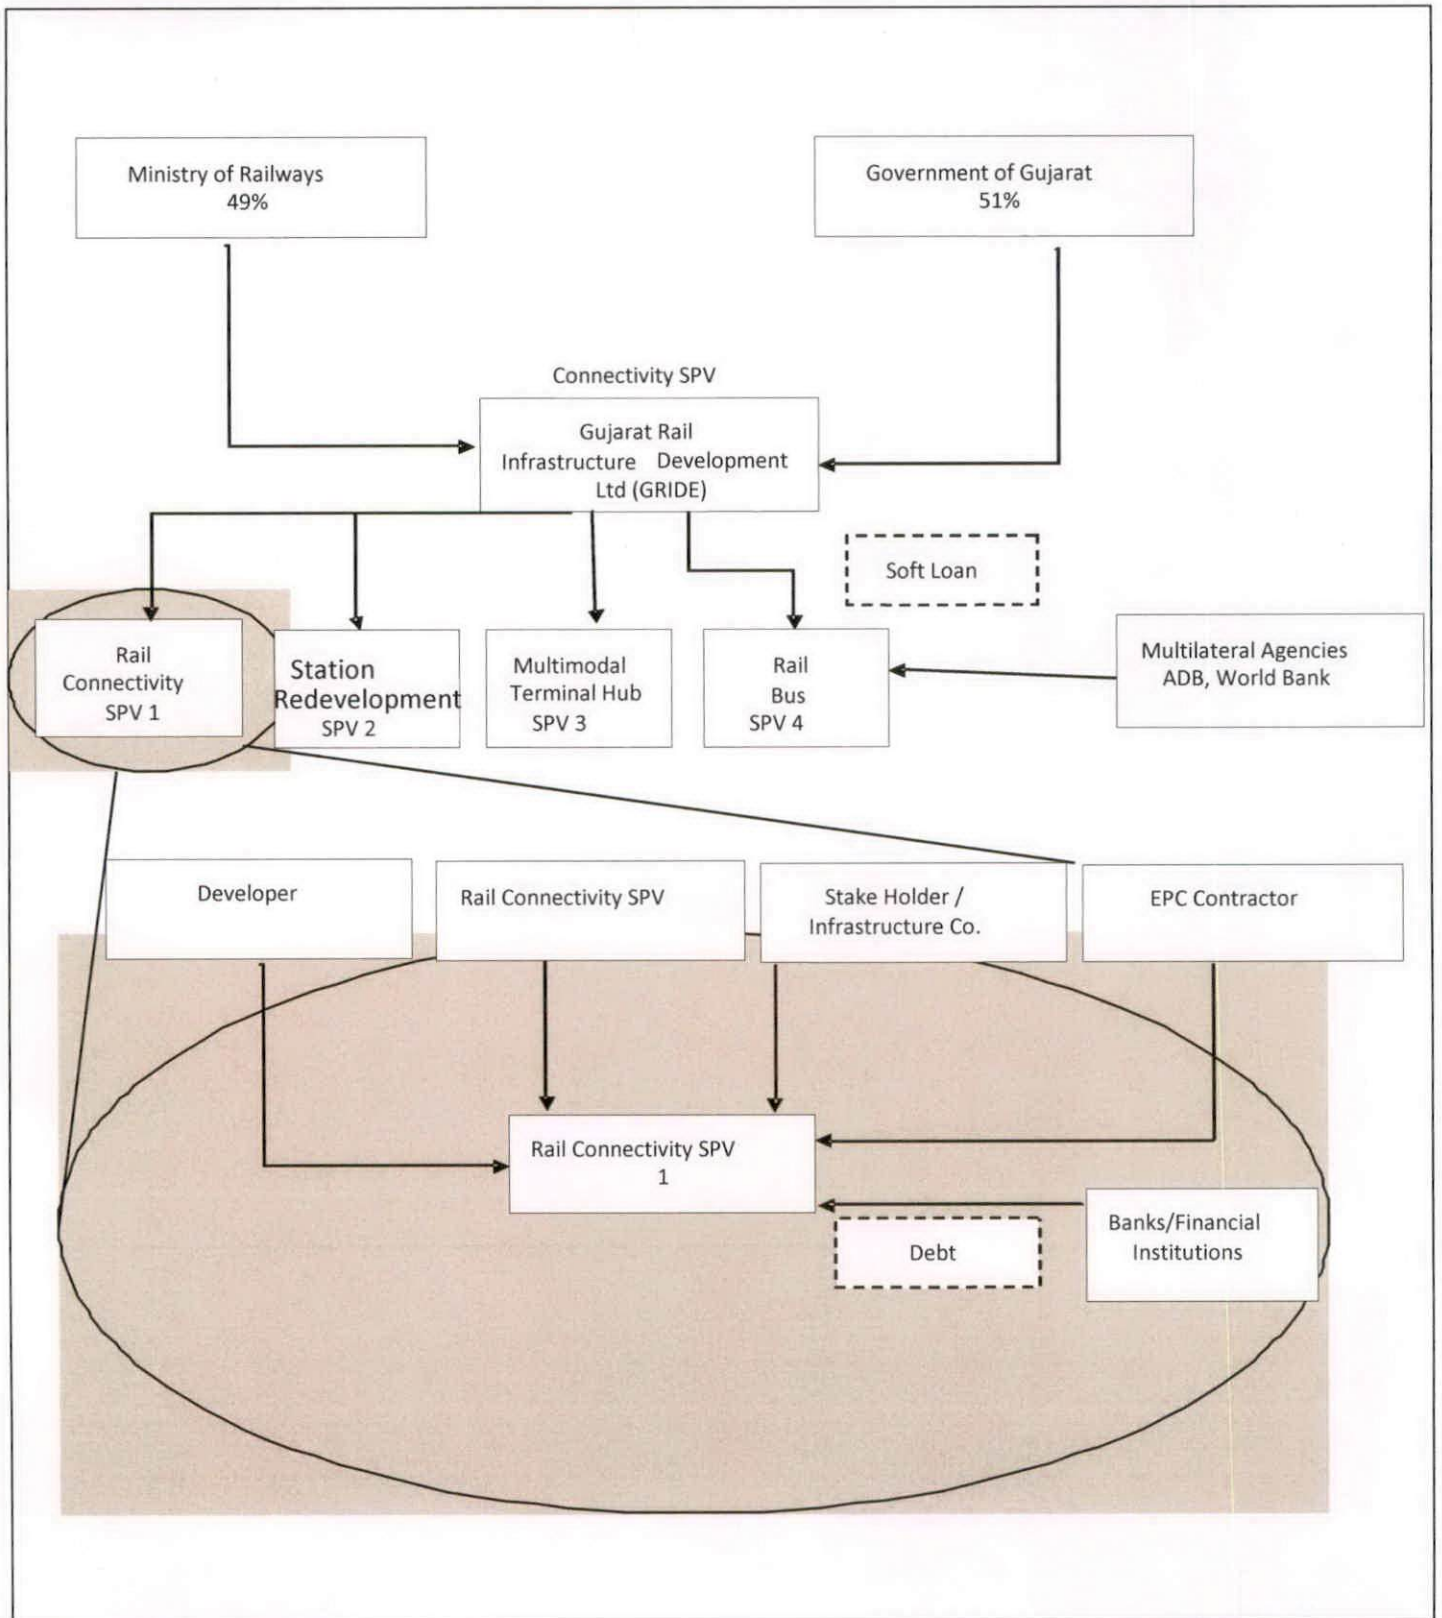 Ministry of Railways
49%
Government of Gujarat
51%
Connectivity SPV
Gujarat Rail
Infrastructure Development
Ltd (GRIDE)
Soft Loan
Rail
Connectivity
SPV 1
Station
Redevelopment
SPV 2
Multimodal
Terminal Hub
SPV 3
Rail
Bus
SPV 4
Multilateral Agencies
ADB, World Bank
Developer
Rail Connectivity SPV
Stake Holder /
Infrastructure Co.
EPC Contractor
Rail Connectivity SPV
1
Debt
Banks/Financial
Institutions